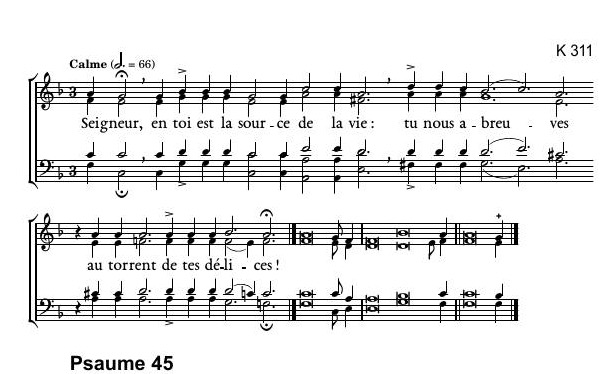 K 311
Calme (𝅗𝅥. = 66)
Seigneur, en toi est la sour - ce de la vie : tu nous a - breu - ves
au torrent de tes dé-li - ces !
Psaume 45